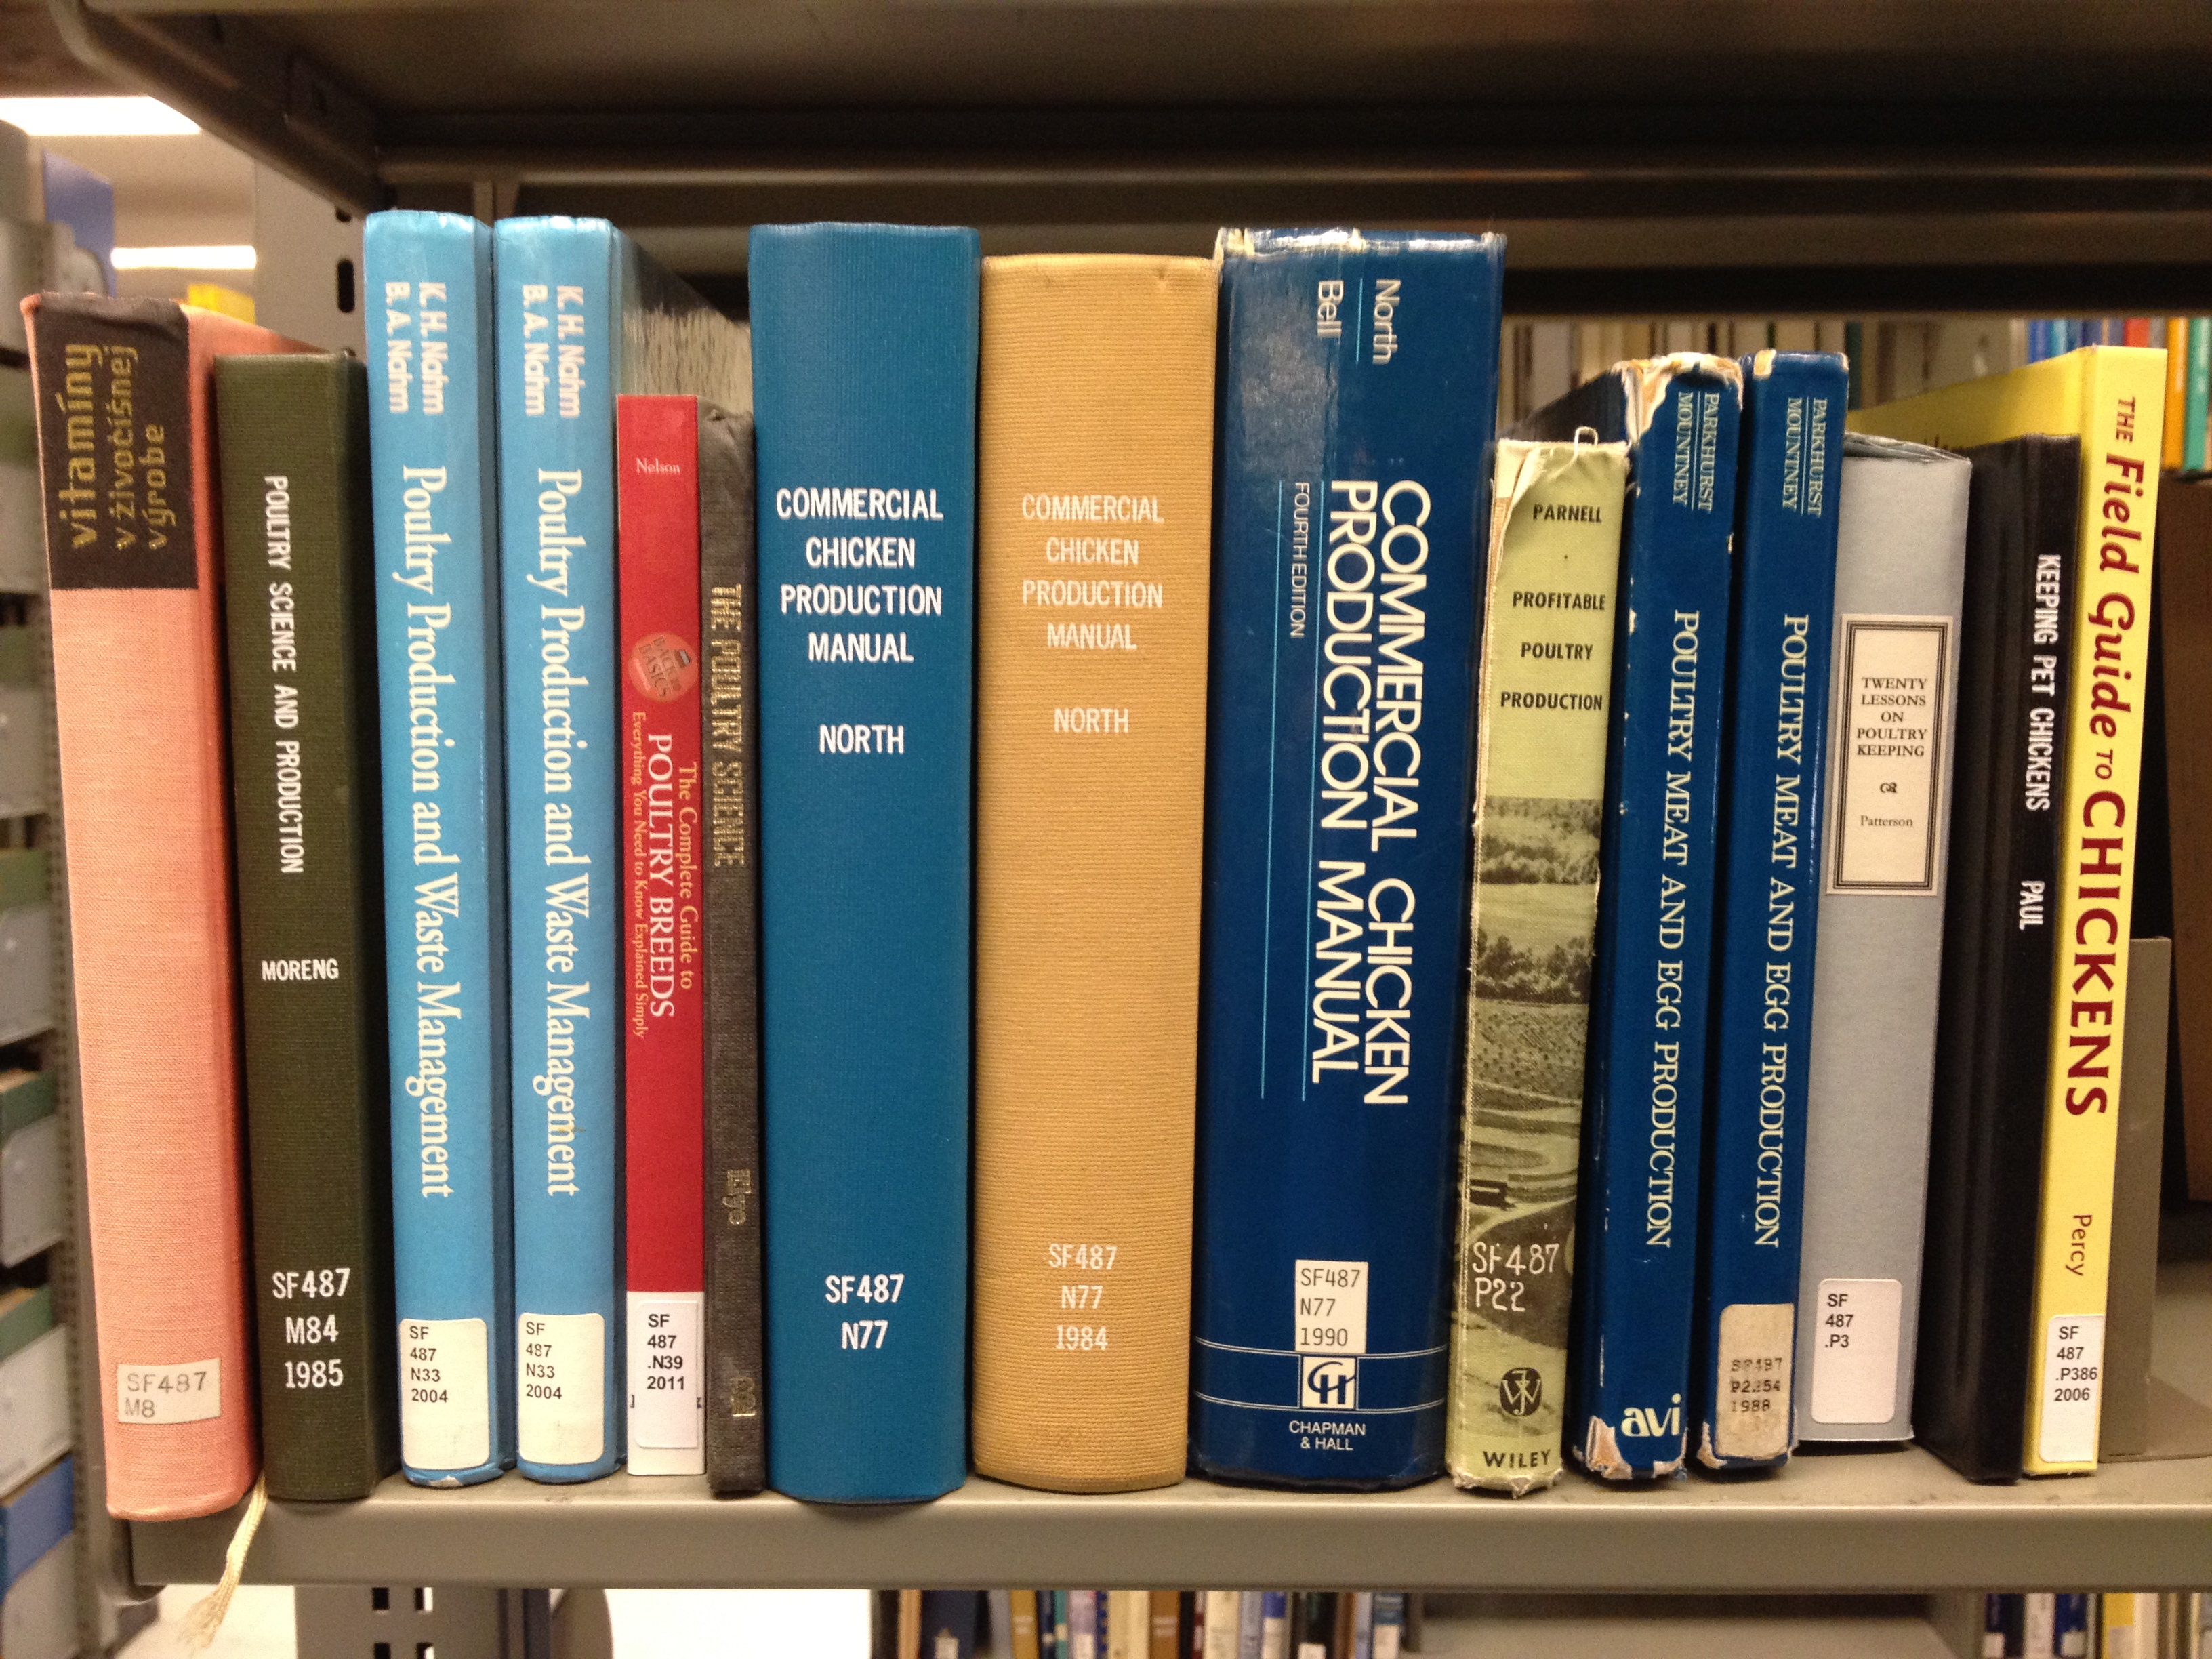 vitamíny
v živočíšnej
výrobe
SF487
M8
POULTRY SCIENCE AND PRODUCTION
MORENG
SF487
M84
1985
K. H. Nahm
B. A. Nahm
Poultry Production and Waste Management
SF
487
N33
2004
K. H. Nahm
B. A. Nahm
Poultry Production and Waste Management
SF
487
N33
2004
Nelson
BACK TO
BASICS
The Complete Guide to
POULTRY BREEDS
Everything You Need to Know Explained Simply
SF
487
.N39
2011
THE POULTRY SCIENCE
COMMERCIAL
CHICKEN
PRODUCTION
MANUAL
NORTH
SF487
N77
COMMERCIAL
CHICKEN
PRODUCTION
MANUAL
NORTH
SF487
N77
1984
North
Bell
COMMERCIAL CHICKEN
PRODUCTION MANUAL
FOURTH EDITION
SF487
N77
1990
CH
CHAPMAN
& HALL
PARNELL
PROFITABLE
POULTRY
PRODUCTION
SF487
P22
WILEY
PARKHURST
MOUNTNEY
POULTRY MEAT AND EGG PRODUCTION
avi
PARKHURST
MOUNTNEY
POULTRY MEAT AND EGG PRODUCTION
SF487
1988
TWENTY
LESSONS
ON
POULTRY
KEEPING
Patterson
SF
487
.P3
KEEPING PET CHICKENS
PAUL
THE Field Guide TO CHICKENS
Percy
SF
487
.P386
2006